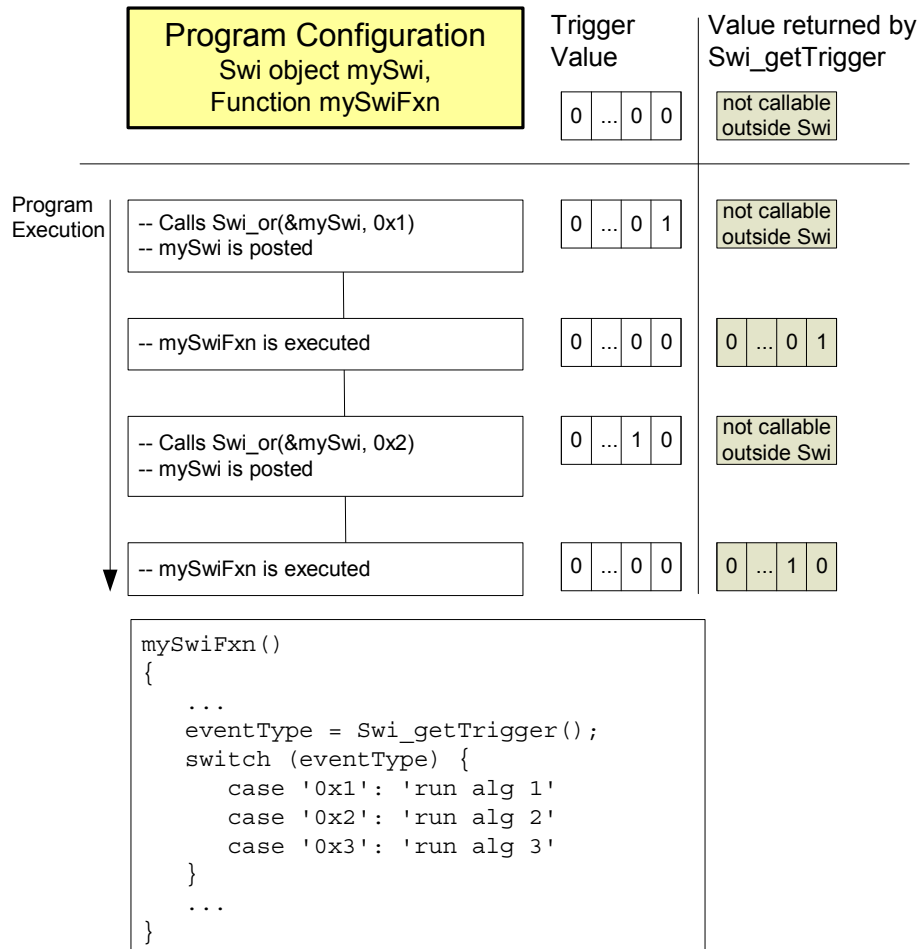 Program Configuration
Swi object mySwi,
Function mySwiFxn
Trigger
Value
Value returned by
Swi_getTrigger
0 ... 0 0
not callable
outside Swi
Program
Execution
-- Calls Swi_or(&mySwi, 0x1)
-- mySwi is posted
0 ... 0 1
not callable
outside Swi
-- mySwiFxn is executed
0 ... 0 0
0 ... 0 1
-- Calls Swi_or(&mySwi, 0x2)
-- mySwi is posted
0 ... 1 0
not callable
outside Swi
-- mySwiFxn is executed
0 ... 0 0
0 ... 1 0
mySwiFxn()
{
...
eventType = Swi_getTrigger();
switch (eventType) {
case '0x1': 'run alg 1'
case '0x2': 'run alg 2'
case '0x3': 'run alg 3'
}
...
}